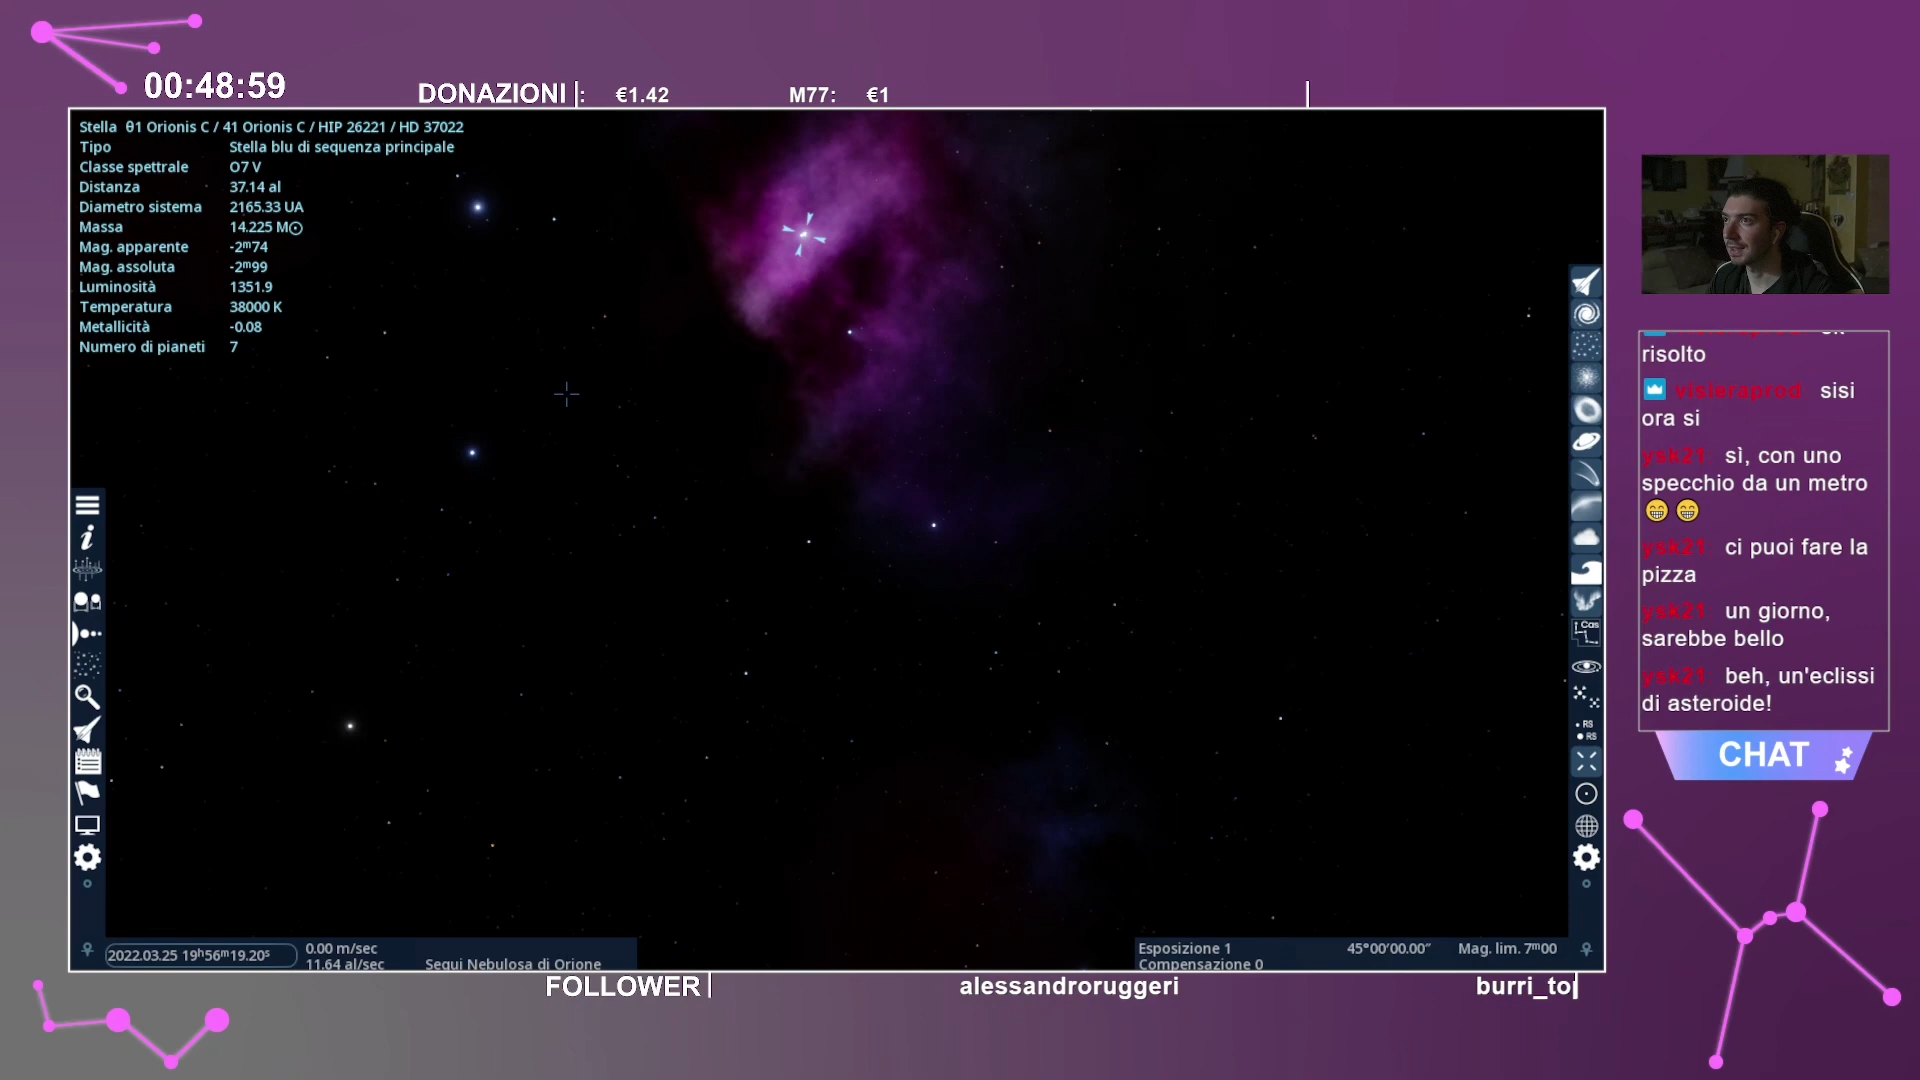 00:48:59
DONAZIONI : €1.42 M77: €1
Stella θ1 Orionis C / 41 Orionis C / HIP 26221 / HD 37022
Tipo Stella blu di sequenza principale
Classe spettrale O7 V
Distanza 37.14 al
Diametro sistema 2165.33 UA
Massa 14.225 M☉
Mag. apparente -2ᵐ74
Mag. assoluta -2ᵐ99
Luminosità 1351.9
Temperatura 38000 K
Metallicità -0.08
Numero di pianeti 7
risolto
visieraprod: sisi
ora si
ysk21: sì, con uno
specchio da un metro
😁 😁
ysk21: ci puoi fare la
pizza
ysk21: un giorno,
sarebbe bello
ysk21: beh, un'eclissi
di asteroide!
CHAT
Cas
RS
RS
2022.03.25 19ʰ56ᵐ19.20ˢ
0.00 m/sec
11.64 al/sec
Segui Nebulosa di Orione
Esposizione 1
Compensazione 0
45°00'00.00"
Mag. lim. 7ᵐ00
FOLLOWER alessandroruggeri burri_to